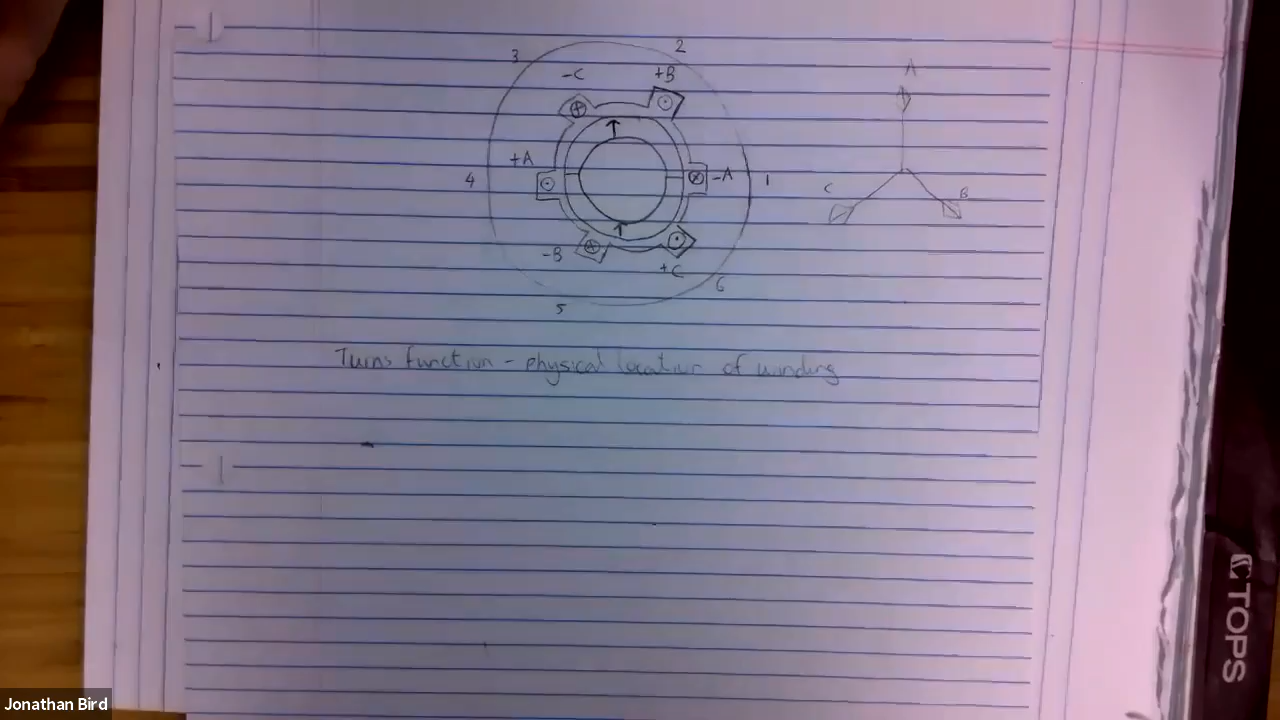 3
2
-C
+B
A
+A
4
-A
1
C
B
-B
+C
6
5
Turns function - physical location of winding
TOPS
Jonathan Bird